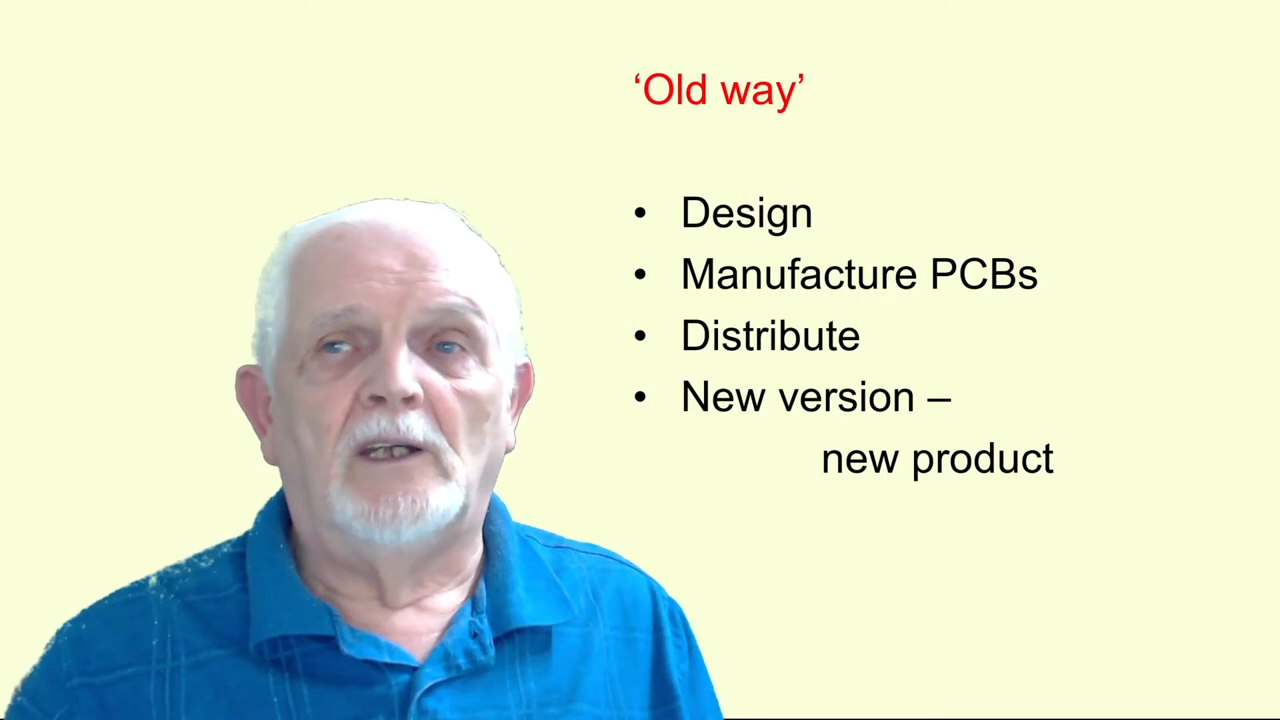 ‘Old way’
• Design
• Manufacture PCBs
• Distribute
• New version –
new product